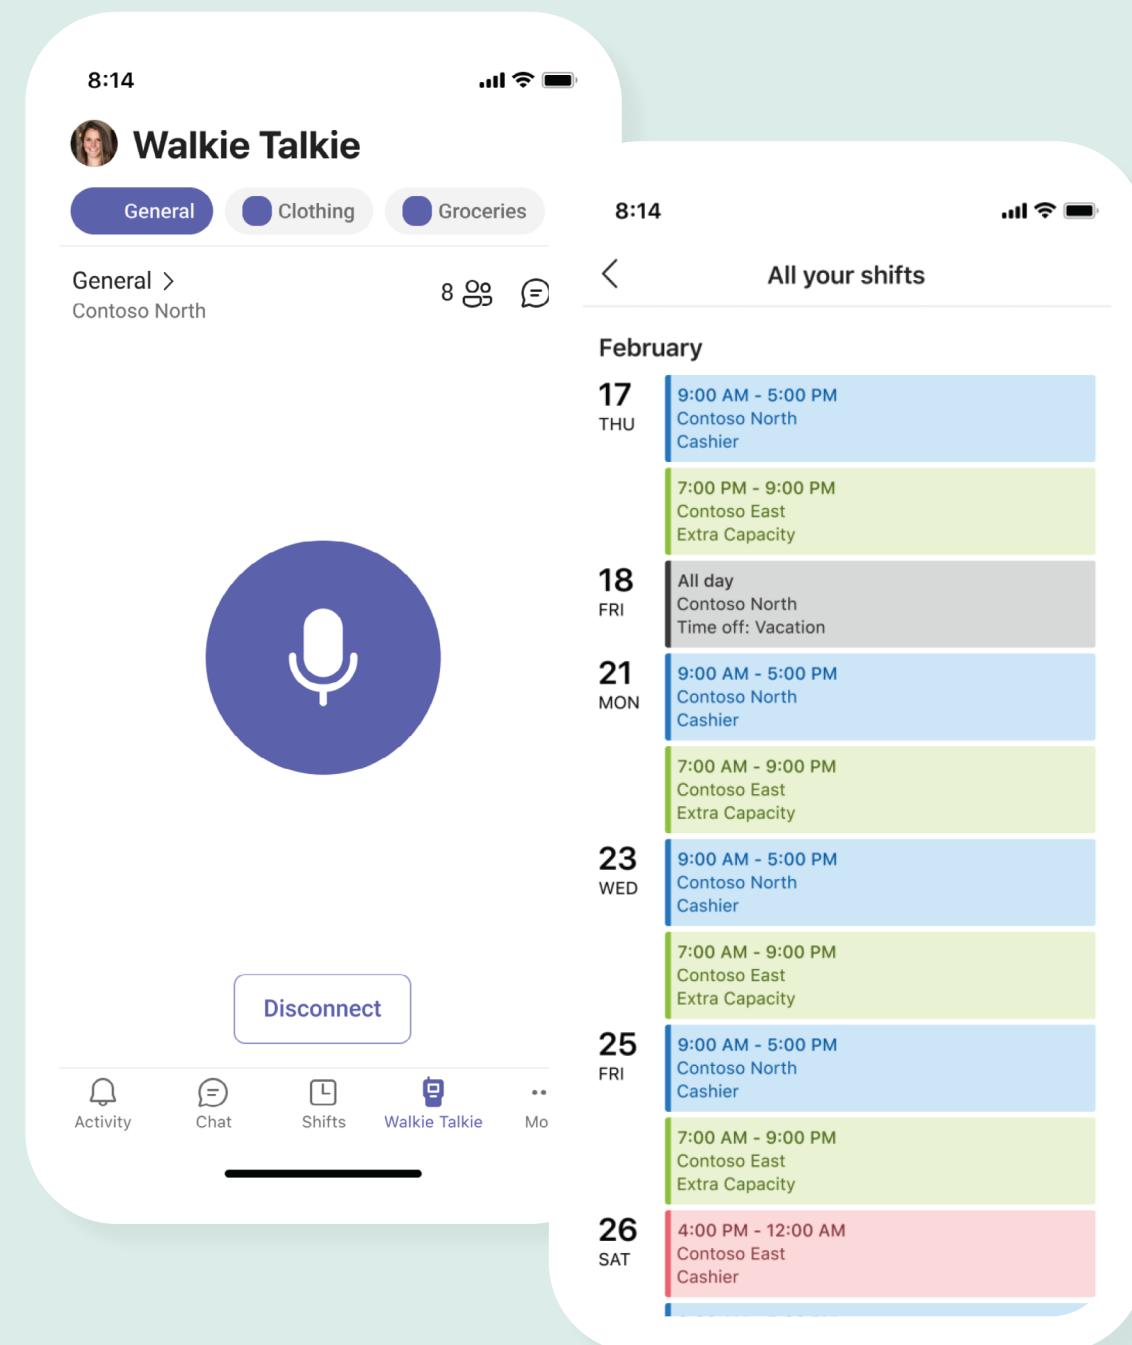 8:14
Walkie Talkie
General
Clothing
Groceries
General
8
Contoso North
Disconnect
Activity
Chat
Shifts
Walkie Talkie
Mo
8:14
All your shifts
February
17
THU
9:00 AM - 5:00 PM
Contoso North
Cashier
7:00 PM - 9:00 PM
Contoso East
Extra Capacity
18
FRI
All day
Contoso North
Time off: Vacation
21
MON
9:00 AM - 5:00 PM
Contoso North
Cashier
7:00 AM - 9:00 PM
Contoso East
Extra Capacity
23
WED
9:00 AM - 5:00 PM
Contoso North
Cashier
7:00 AM - 9:00 PM
Contoso East
Extra Capacity
25
FRI
9:00 AM - 5:00 PM
Contoso North
Cashier
7:00 AM - 9:00 PM
Contoso East
Extra Capacity
26
SAT
4:00 PM - 12:00 AM
Contoso East
Cashier